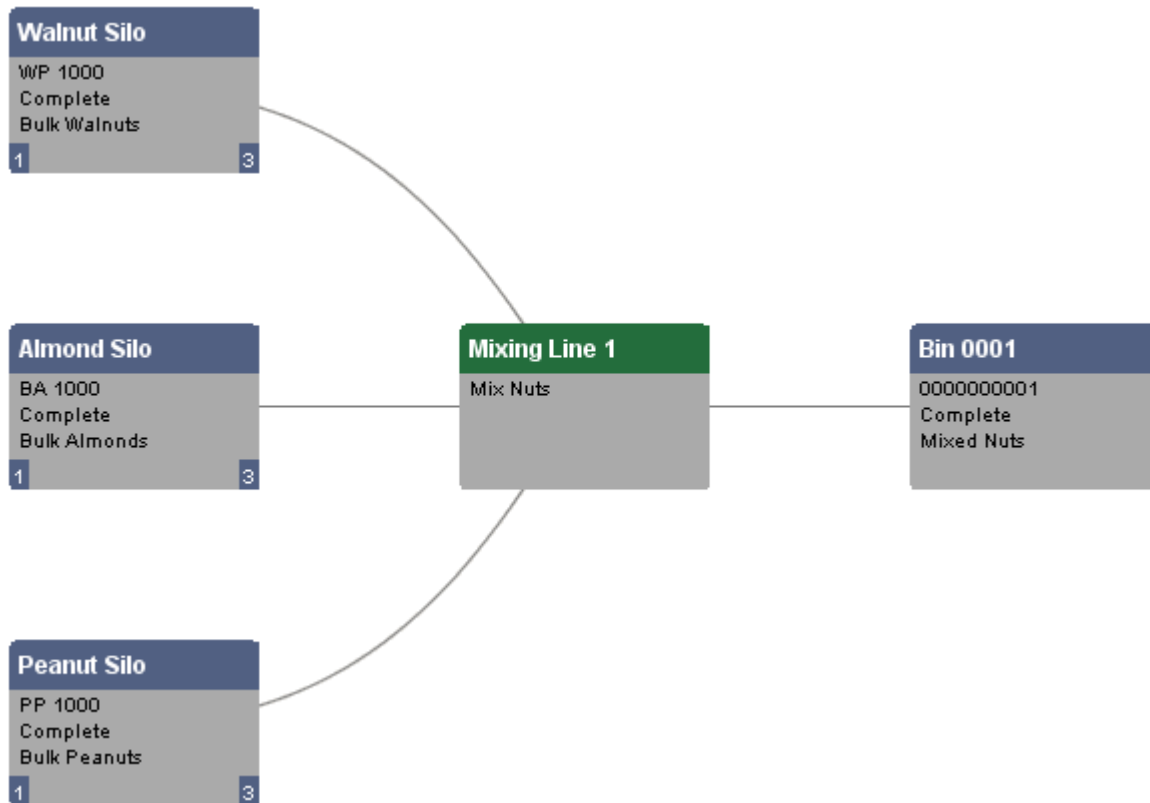 Walnut Silo
WP 1000
Complete
Bulk Walnuts
1 3
Almond Silo
BA 1000
Complete
Bulk Almonds
1 3
Mixing Line 1
Mix Nuts
Bin 0001
0000000001
Complete
Mixed Nuts
Peanut Silo
PP 1000
Complete
Bulk Peanuts
1 3